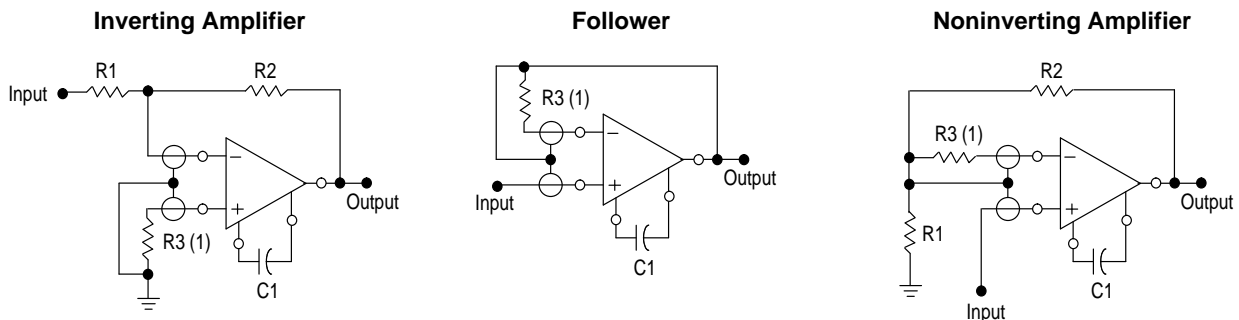 Inverting Amplifier
R1
R2
Input
R3 (1)
−
+
Output
C1
Follower
R3 (1)
−
+
Input
Output
C1
Noninverting Amplifier
R2
R3 (1)
−
+
Output
R1
C1
Input